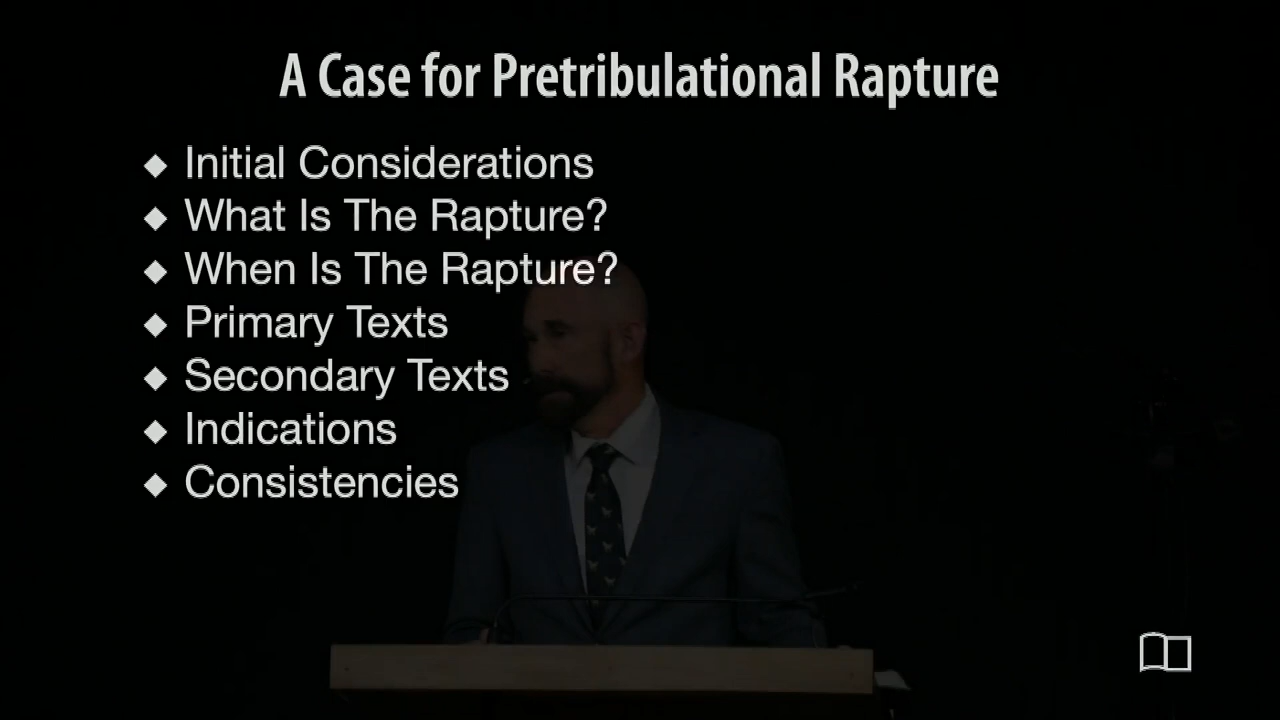 A Case for Pretribulational Rapture
◆ Initial Considerations
◆ What Is The Rapture?
◆ When Is The Rapture?
◆ Primary Texts
◆ Secondary Texts
◆ Indications
◆ Consistencies